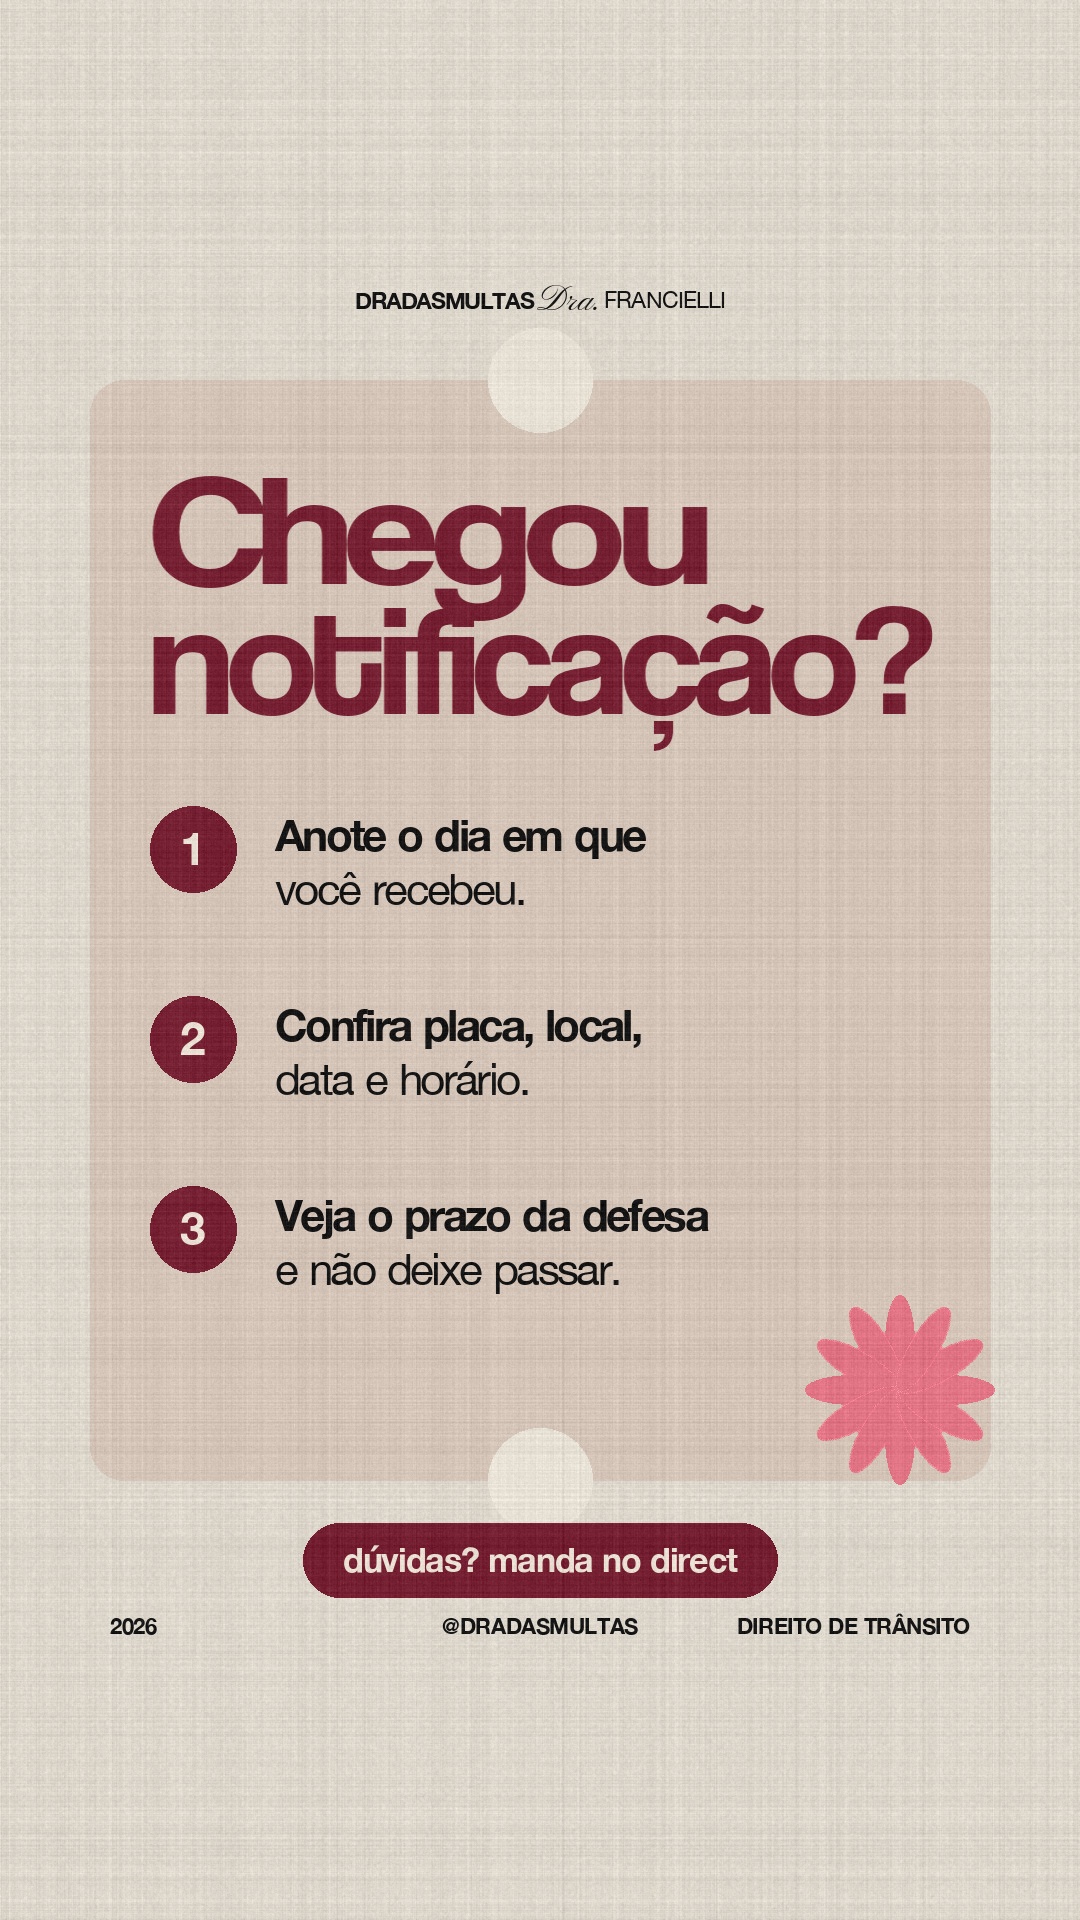 DRADASMULTAS Dra. FRANCIELLI
Chegou
notificação?
1
Anote o dia em que
você recebeu.
2
Confira placa, local,
data e horário.
3
Veja o prazo da defesa
e não deixe passar.
dúvidas? manda no direct
2026 @DRADASMULTAS DIREITO DE TRÂNSITO